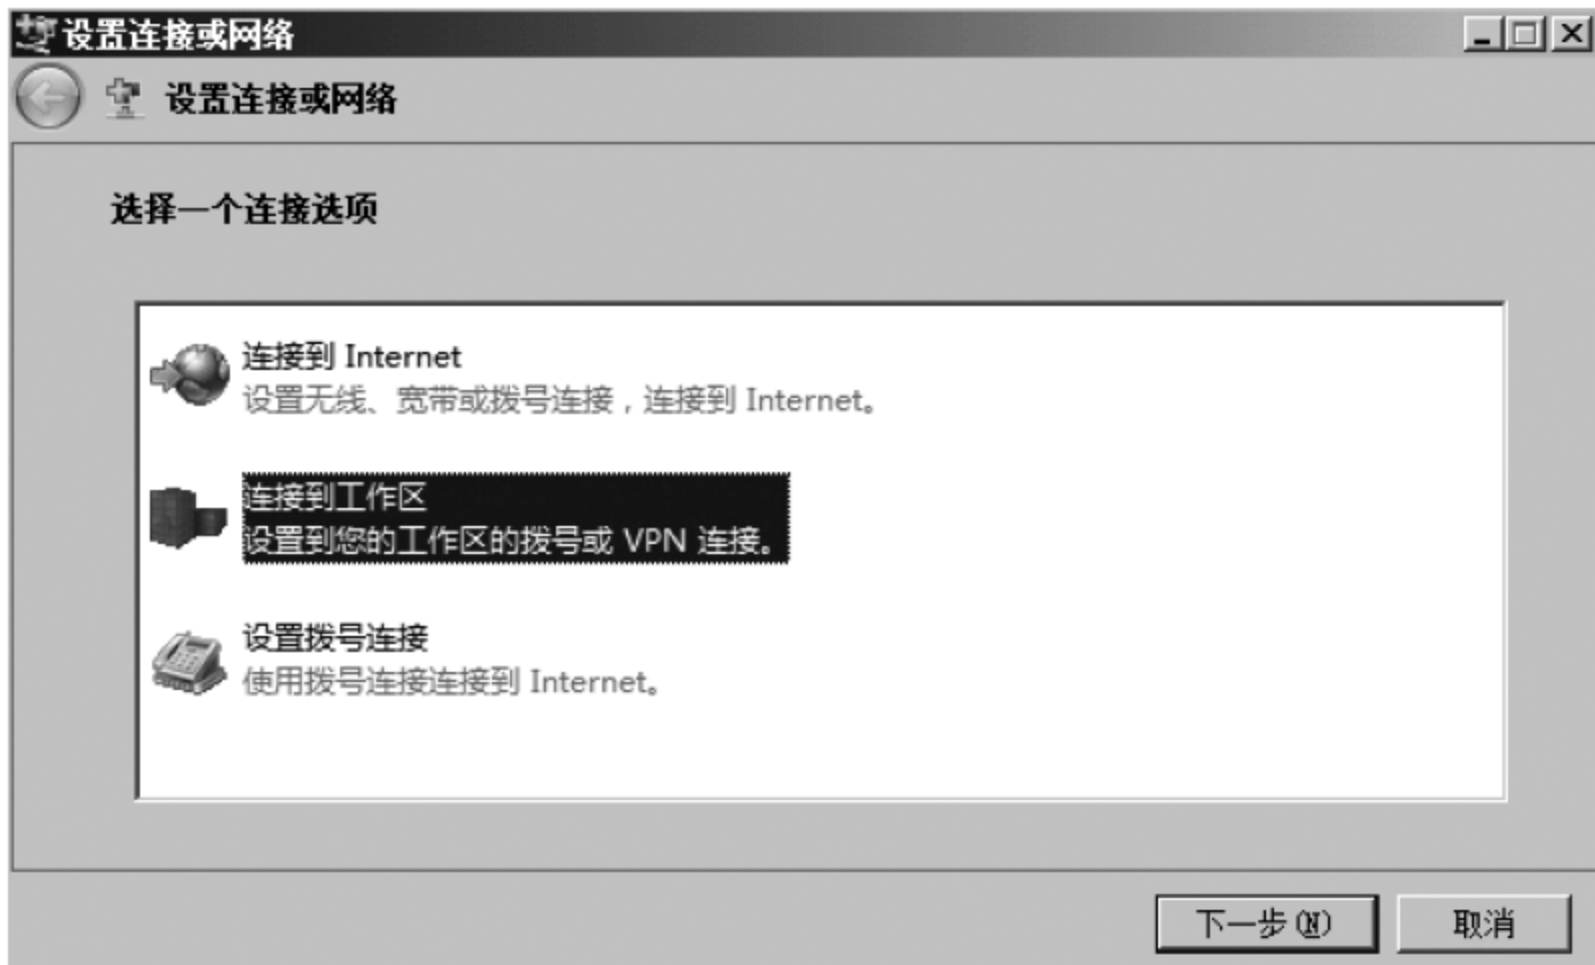 设置连接或网络
设置连接或网络
选择一个连接选项
连接到 Internet
设置无线、宽带或拨号连接，连接到 Internet。
连接到工作区
设置到您的工作区的拨号或 VPN 连接。
设置拨号连接
使用拨号连接连接到 Internet。
下一步(N) 取消